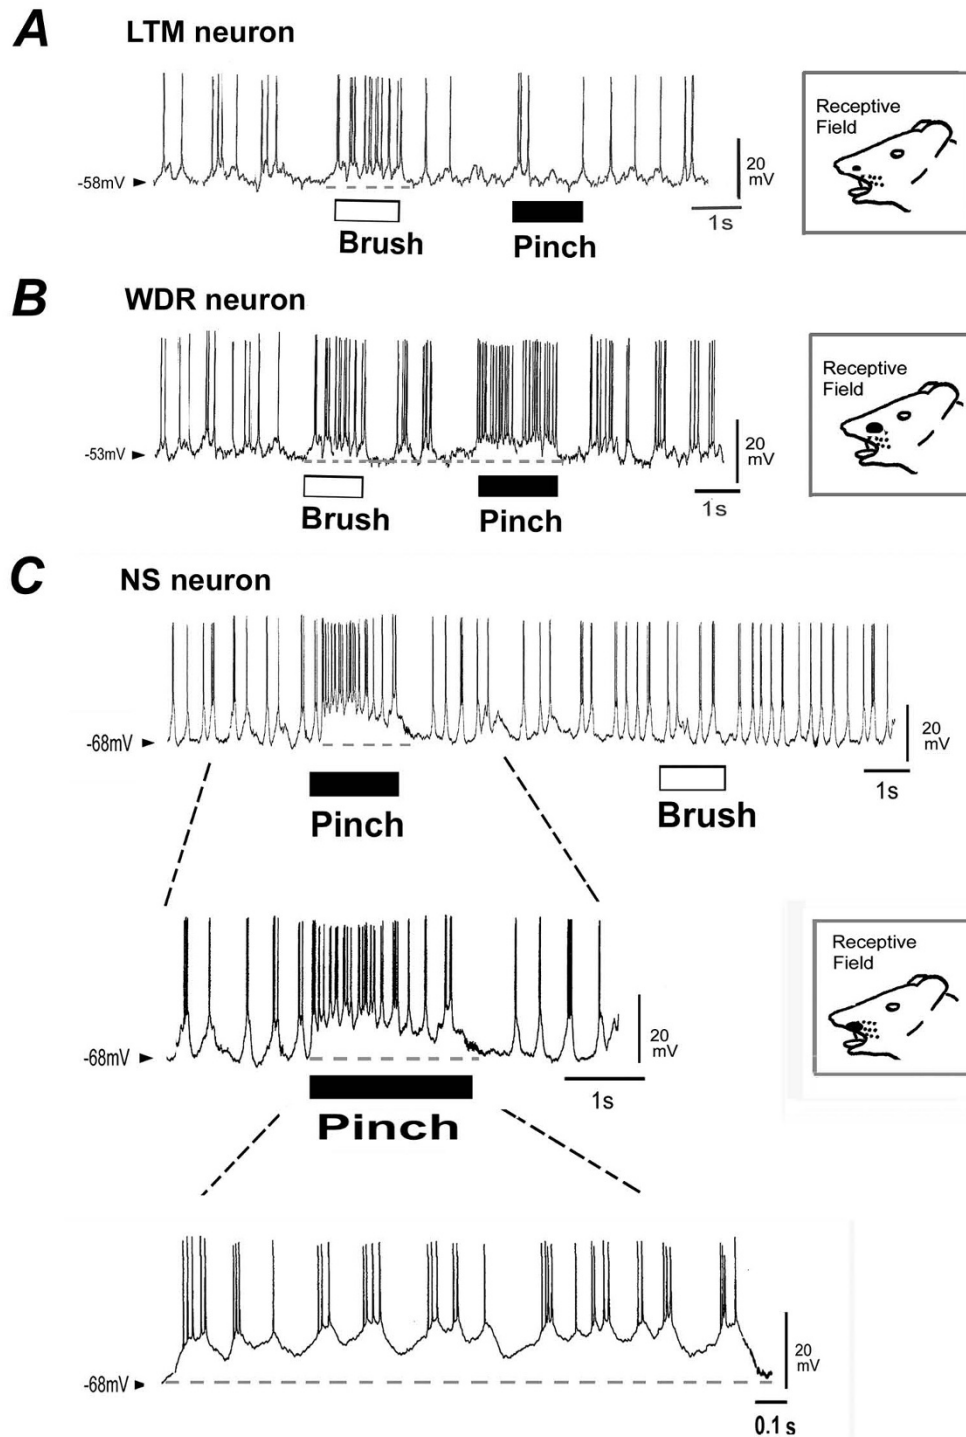 A LTM neuron
-58mV
20
mV
1s
Brush
Pinch
Receptive
Field
B WDR neuron
-53mV
20
mV
1s
Brush
Pinch
Receptive
Field
C NS neuron
-68mV
20
mV
1s
Pinch
Brush
-68mV
20
mV
1s
Pinch
Receptive
Field
-68mV
20
mV
0.1 s